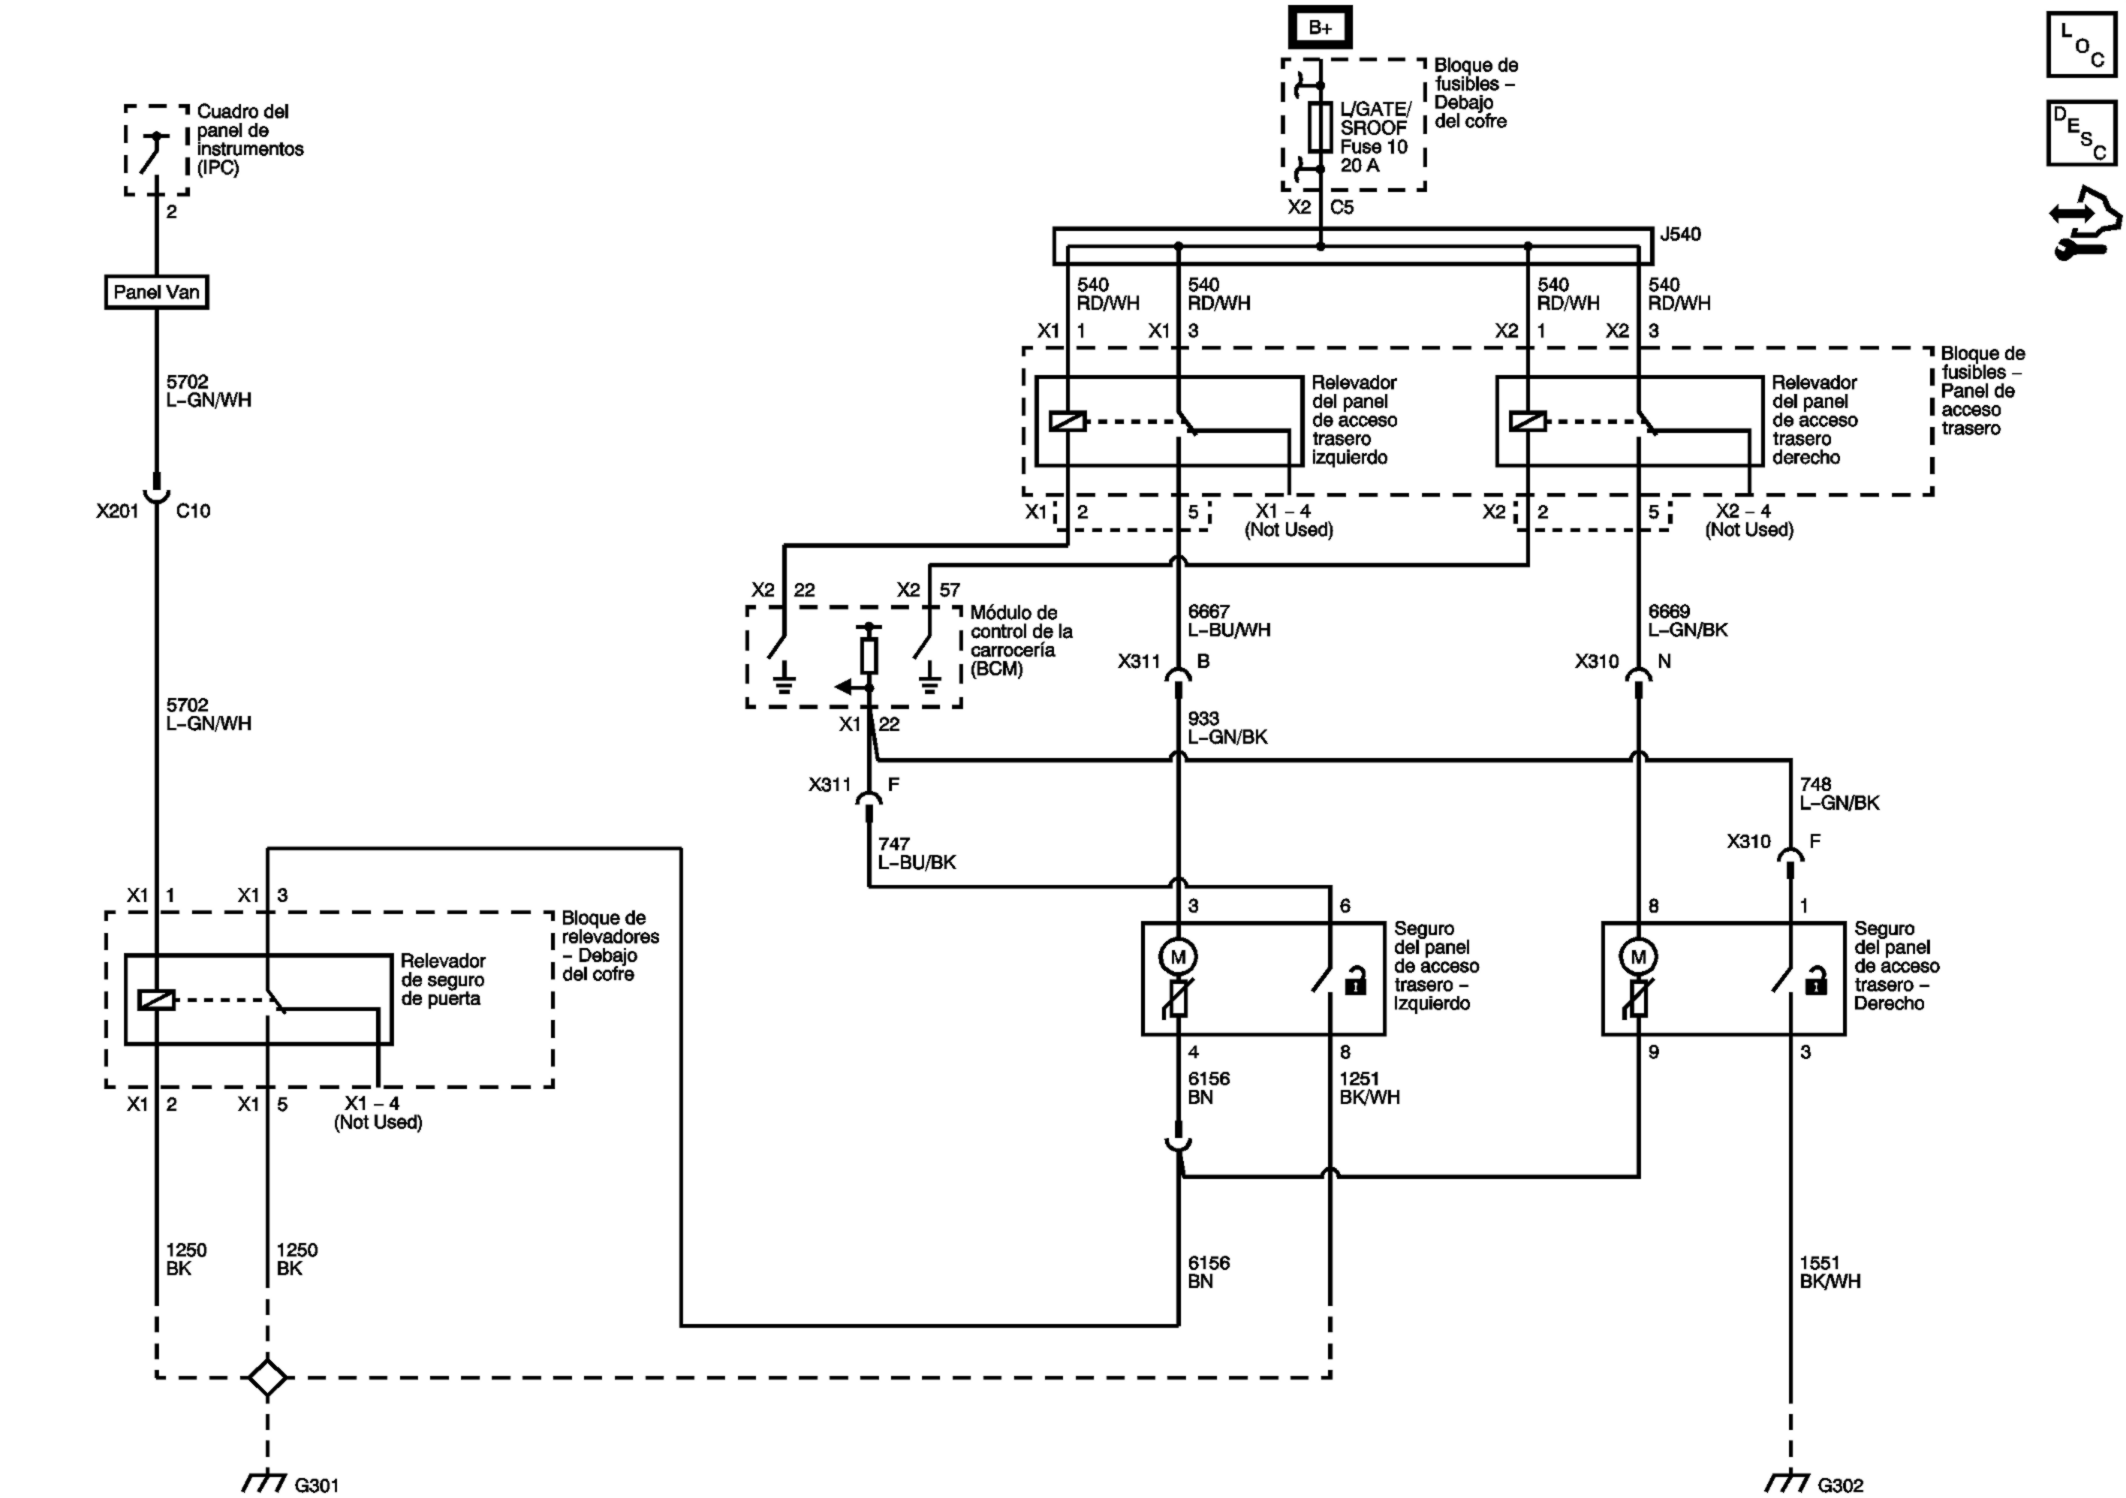 B+
L
O
C
Bloque de
fusibles –
Debajo
del cofre
L/GATE/
SROOF
Fuse 10
20 A
D
E
S
C
Cuadro del
panel de
instrumentos
(IPC)
2
X2 C5
J540
Panel Van
540
RD/WH
540
RD/WH
540
RD/WH
540
RD/WH
X1 1
X1 3
X2 1
X2 3
Bloque de
fusibles –
Panel de
acceso
trasero
5702
L–GN/WH
Relevador
del panel
de acceso
trasero
izquierdo
Relevador
del panel
de acceso
trasero
derecho
X201 C10
X1 2
5
X1 – 4
(Not Used)
X2 2
5
X2 – 4
(Not Used)
X2 22
X2 57
Módulo de
control de la
carrocería
(BCM)
6667
L–BU/WH
6669
L–GN/BK
X311 B
X310 N
5702
L–GN/WH
X1 22
933
L–GN/BK
X311 F
748
L–GN/BK
747
L–BU/BK
X310 F
X1 1
X1 3
3
6
8
1
Bloque de
relevadores
– Debajo
del cofre
Relevador
de seguro
de puerta
M
Seguro
del panel
de acceso
trasero –
Izquierdo
M
Seguro
del panel
de acceso
trasero –
Derecho
4
8
9
3
6156
BN
1251
BK/WH
X1 2
X1 5
X1 – 4
(Not Used)
1250
BK
1250
BK
6156
BN
1551
BK/WH
G301
G302